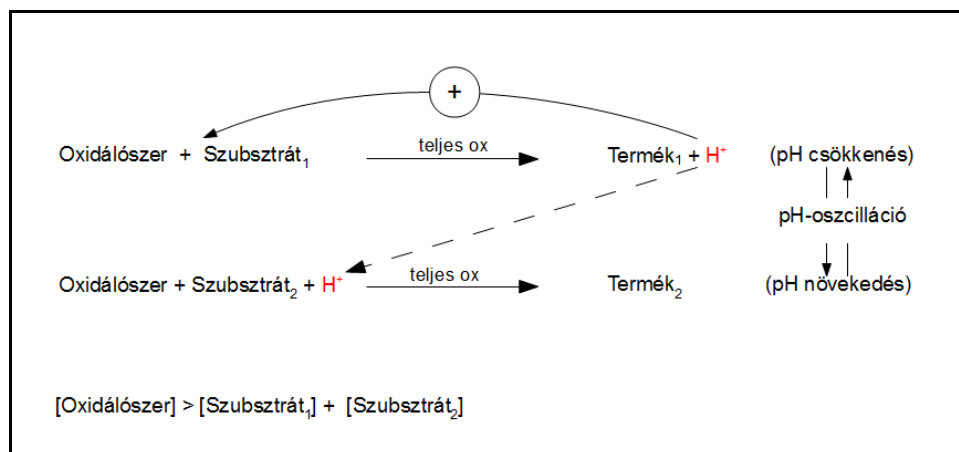 +
Oxidálószer + Szubsztrát₁ teljes ox Termék₁ + H⁺ (pH csökkenés)
pH-oszcilláció
Oxidálószer + Szubsztrát₂ + H⁺ teljes ox Termék₂ (pH növekedés)
[Oxidálószer] > [Szubsztrát₁] + [Szubsztrát₂]